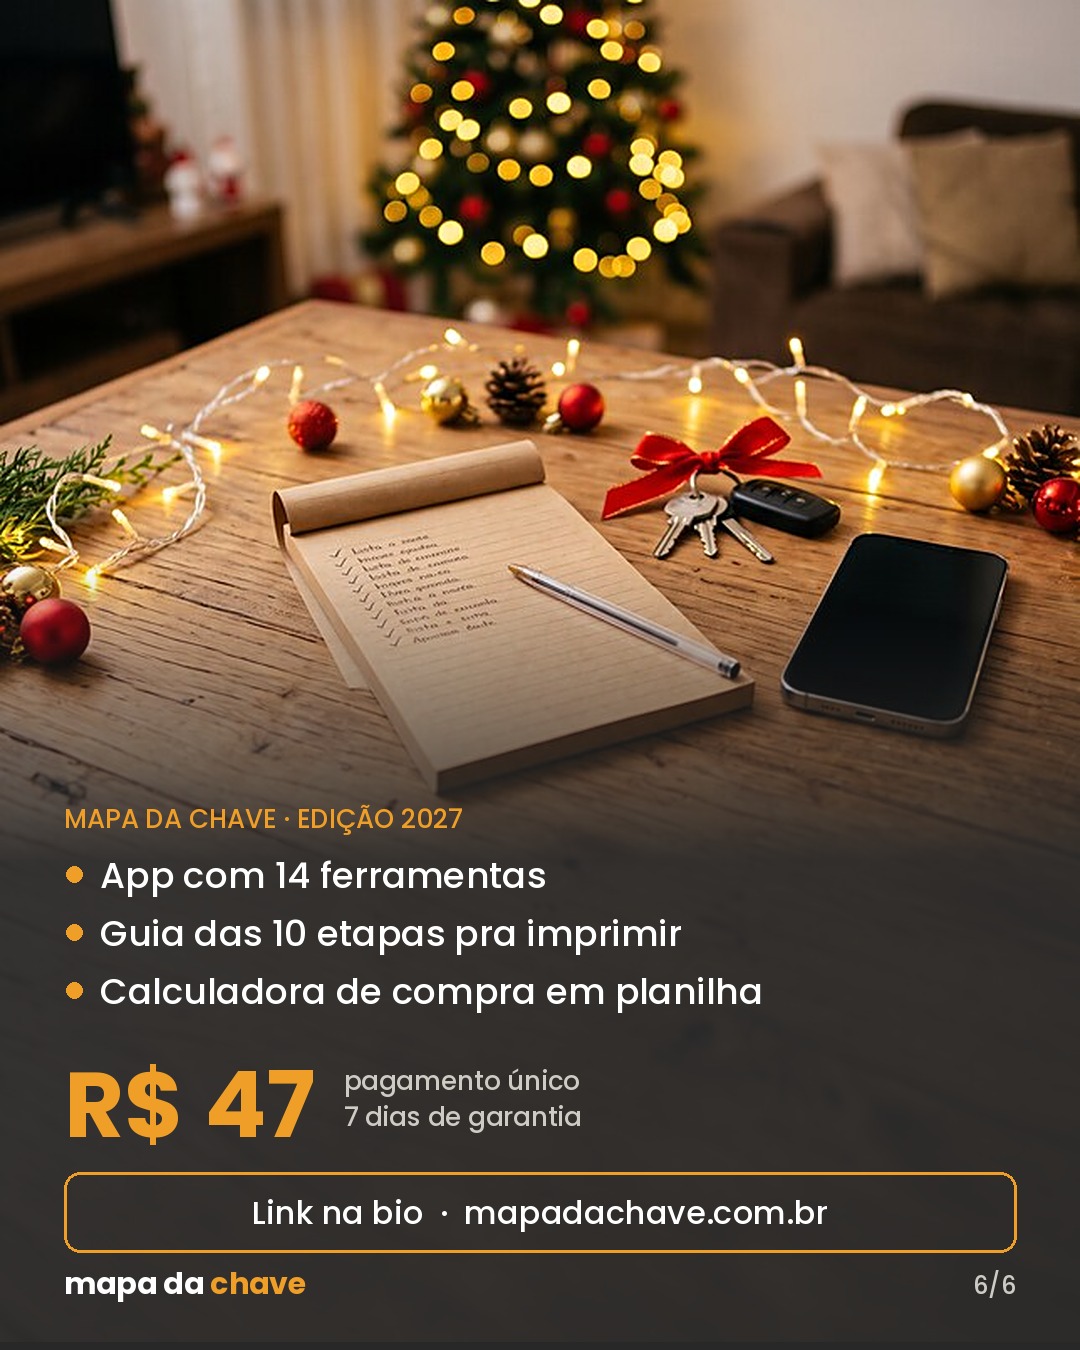 MAPA DA CHAVE · EDIÇÃO 2027
App com 14 ferramentas
Guia das 10 etapas pra imprimir
Calculadora de compra em planilha
R$ 47
pagamento único
7 dias de garantia
Link na bio · mapadachave.com.br
mapa da chave
6/6